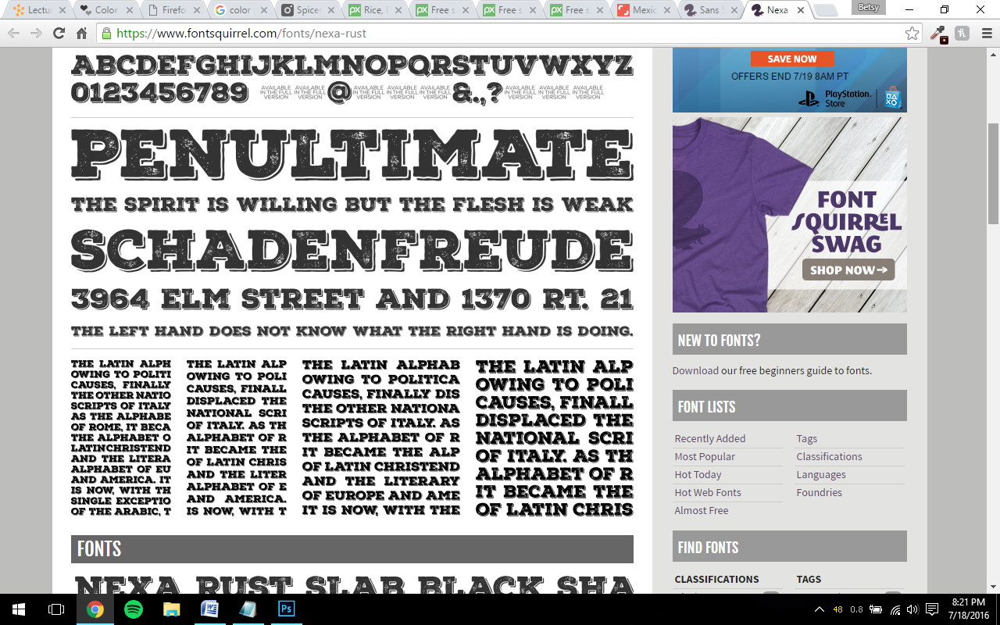 Lectu
Color
Firefo
color
Spice
Rice, B
Free s
Free s
Free s
Mexic
Sans S
Nexa
Betsy
https://www.fontsquirrel.com/fonts/nexa-rust
ABCDEFGHIJKLMNOPQRSTUVWXYZ
0123456789 AVAILABLE IN THE FULL VERSION AVAILABLE IN THE FULL VERSION @ AVAILABLE IN THE FULL VERSION AVAILABLE IN THE FULL VERSION AVAILABLE IN THE FULL VERSION &.,? AVAILABLE IN THE FULL VERSION AVAILABLE IN THE FULL VERSION AVAILABLE IN THE FULL VERSION
PENULTIMATE
THE SPIRIT IS WILLING BUT THE FLESH IS WEAK
SCHADENFREUDE
3964 ELM STREET AND 1370 RT. 21
THE LEFT HAND DOES NOT KNOW WHAT THE RIGHT HAND IS DOING.
THE LATIN ALPH
OWING TO POLITI
CAUSES, FINALLY
THE OTHER NATIO
SCRIPTS OF ITALY
AS THE ALPHABE
OF ROME, IT BECA
THE ALPHABET O
LATINCHRISTEND
AND THE LITERA
ALPHABET OF EU
AND AMERICA. IT
IS NOW, WITH TH
SINGLE EXCEPTIO
OF THE ARABIC, T
THE LATIN ALP
OWING TO POLI
CAUSES, FINALL
DISPLACED THE
NATIONAL SCRI
OF ITALY. AS TH
ALPHABET OF R
IT BECAME THE
OF LATIN CHRIS
AND THE LITER
ALPHABET OF E
AND AMERICA.
IS NOW, WITH T
THE LATIN ALPHAB
OWING TO POLITICA
CAUSES, FINALLY DIS
THE OTHER NATIONA
SCRIPTS OF ITALY. AS
THE ALPHABET OF R
IT BECAME THE ALP
OF LATIN CHRISTEND
AND THE LITERARY
OF EUROPE AND AME
IT IS NOW, WITH THE
THE LATIN ALP
OWING TO POLI
CAUSES, FINALL
DISPLACED THE
NATIONAL SCRI
OF ITALY. AS TH
ALPHABET OF R
IT BECAME THE
OF LATIN CHRIS
FONTS
NEXA RUST SLAB BLACK SHA
SAVE NOW
OFFERS END 7/19 8AM PT
PlayStation.
Store
FONT
SQUIRREL
SWAG
SHOP NOW→
NEW TO FONTS?
Download our free beginners guide to fonts.
FONT LISTS
Recently Added
Most Popular
Hot Today
Hot Web Fonts
Almost Free
Tags
Classifications
Languages
Foundries
FIND FONTS
CLASSIFICATIONS
TAGS
48 0.8
8:21 PM
7/18/2016